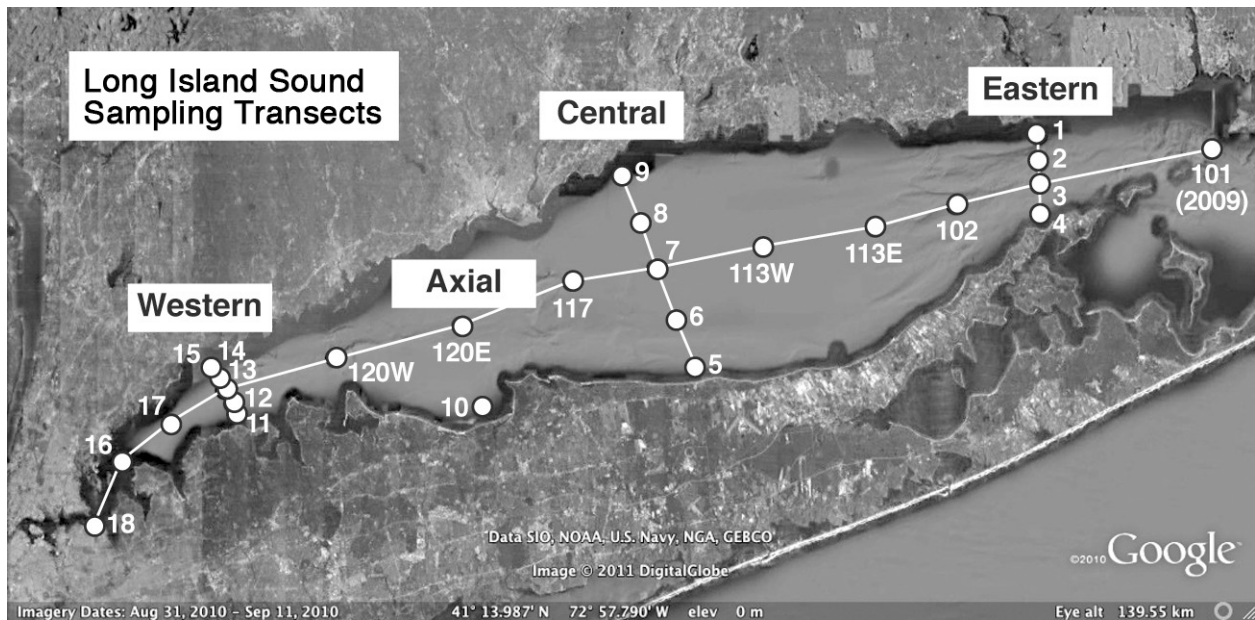 Long Island Sound
Sampling Transects
Central
Eastern
Axial
Western
1
2
3
4
101
(2009)
102
113E
113W
9
8
7
6
5
117
120E
120W
10
15
14
13
12
11
17
16
18
Data SIO, NOAA, U.S. Navy, NGA, GEBCO
Image © 2011 DigitalGlobe
©2010 Google™
Imagery Dates: Aug 31, 2010 - Sep 11, 2010 41° 13.987' N 72° 57.790' W elev 0 m Eye alt 139.55 km